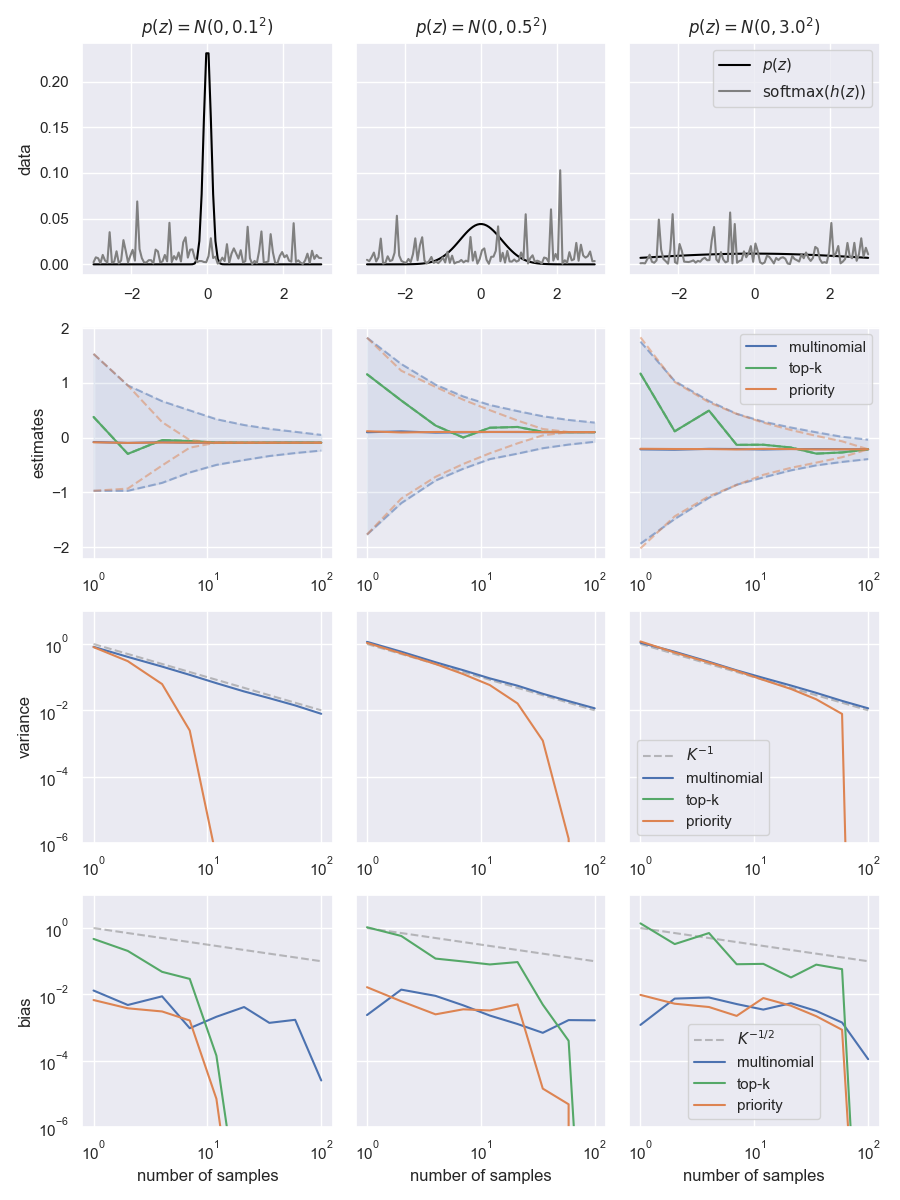 p(z) = N(0, 0.1²) p(z) = N(0, 0.5²) p(z) = N(0, 3.0²)
data
0.20
0.15
0.10
0.05
0.00
p(z)
softmax(h(z))
−2 0 2 −2 0 2 −2 0 2
estimates
2
1
0
−1
−2
multinomial
top-k
priority
10⁰ 10¹ 10² 10⁰ 10¹ 10² 10⁰ 10¹ 10²
variance
10⁰
10⁻²
10⁻⁴
10⁻⁶
K⁻¹
multinomial
top-k
priority
10⁰ 10¹ 10² 10⁰ 10¹ 10² 10⁰ 10¹ 10²
bias
10⁰
10⁻²
10⁻⁴
10⁻⁶
K⁻¹/²
multinomial
top-k
priority
10⁰ 10¹ 10² 10⁰ 10¹ 10² 10⁰ 10¹ 10²
number of samples number of samples number of samples